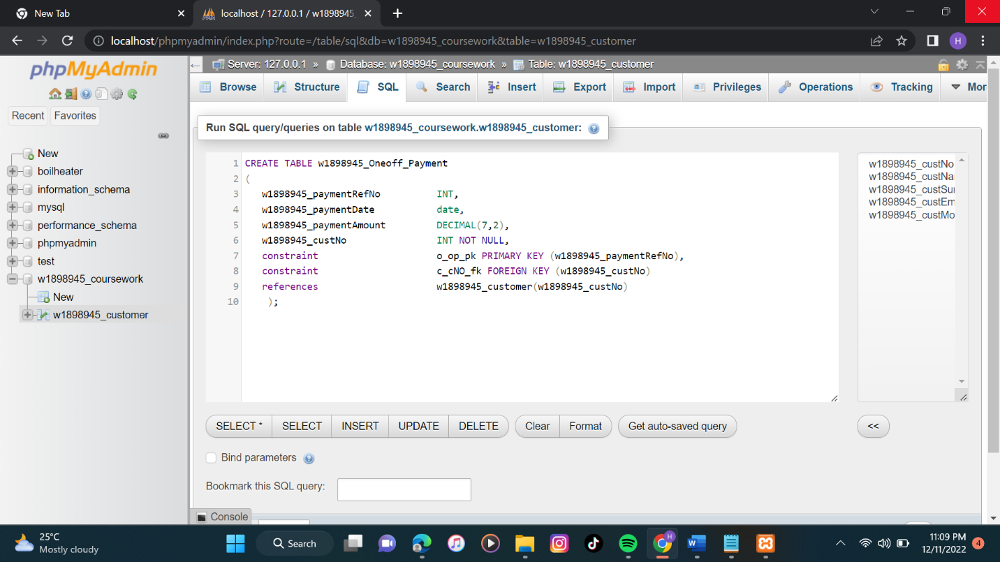 New Tab
localhost / 127.0.0.1 / w1898945_
localhost/phpmyadmin/index.php?route=/table/sql&db=w1898945_coursework&table=w1898945_customer
H
phpMyAdmin
Recent
Favorites
New
boilheater
information_schema
mysql
performance_schema
phpmyadmin
test
w1898945_coursework
New
w1898945_customer
Server: 127.0.0.1 » Database: w1898945_coursework » Table: w1898945_customer
Browse
Structure
SQL
Search
Insert
Export
Import
Privileges
Operations
Tracking
Mor
Run SQL query/queries on table w1898945_coursework.w1898945_customer:
1 CREATE TABLE w1898945_Oneoff_Payment
2 (
3 w1898945_paymentRefNo INT,
4 w1898945_paymentDate date,
5 w1898945_paymentAmount DECIMAL(7,2),
6 w1898945_custNo INT NOT NULL,
7 constraint o_op_pk PRIMARY KEY (w1898945_paymentRefNo),
8 constraint c_cNO_fk FOREIGN KEY (w1898945_custNo)
9 references w1898945_customer(w1898945_custNo)
10 );
w1898945_custNo
w1898945_custNa
w1898945_custSu
w1898945_custEm
w1898945_custMo
SELECT *
SELECT
INSERT
UPDATE
DELETE
Clear
Format
Get auto-saved query
<<
Bind parameters
Bookmark this SQL query:
Console
25°C
Mostly cloudy
Search
H
11:09 PM
12/11/2022
4